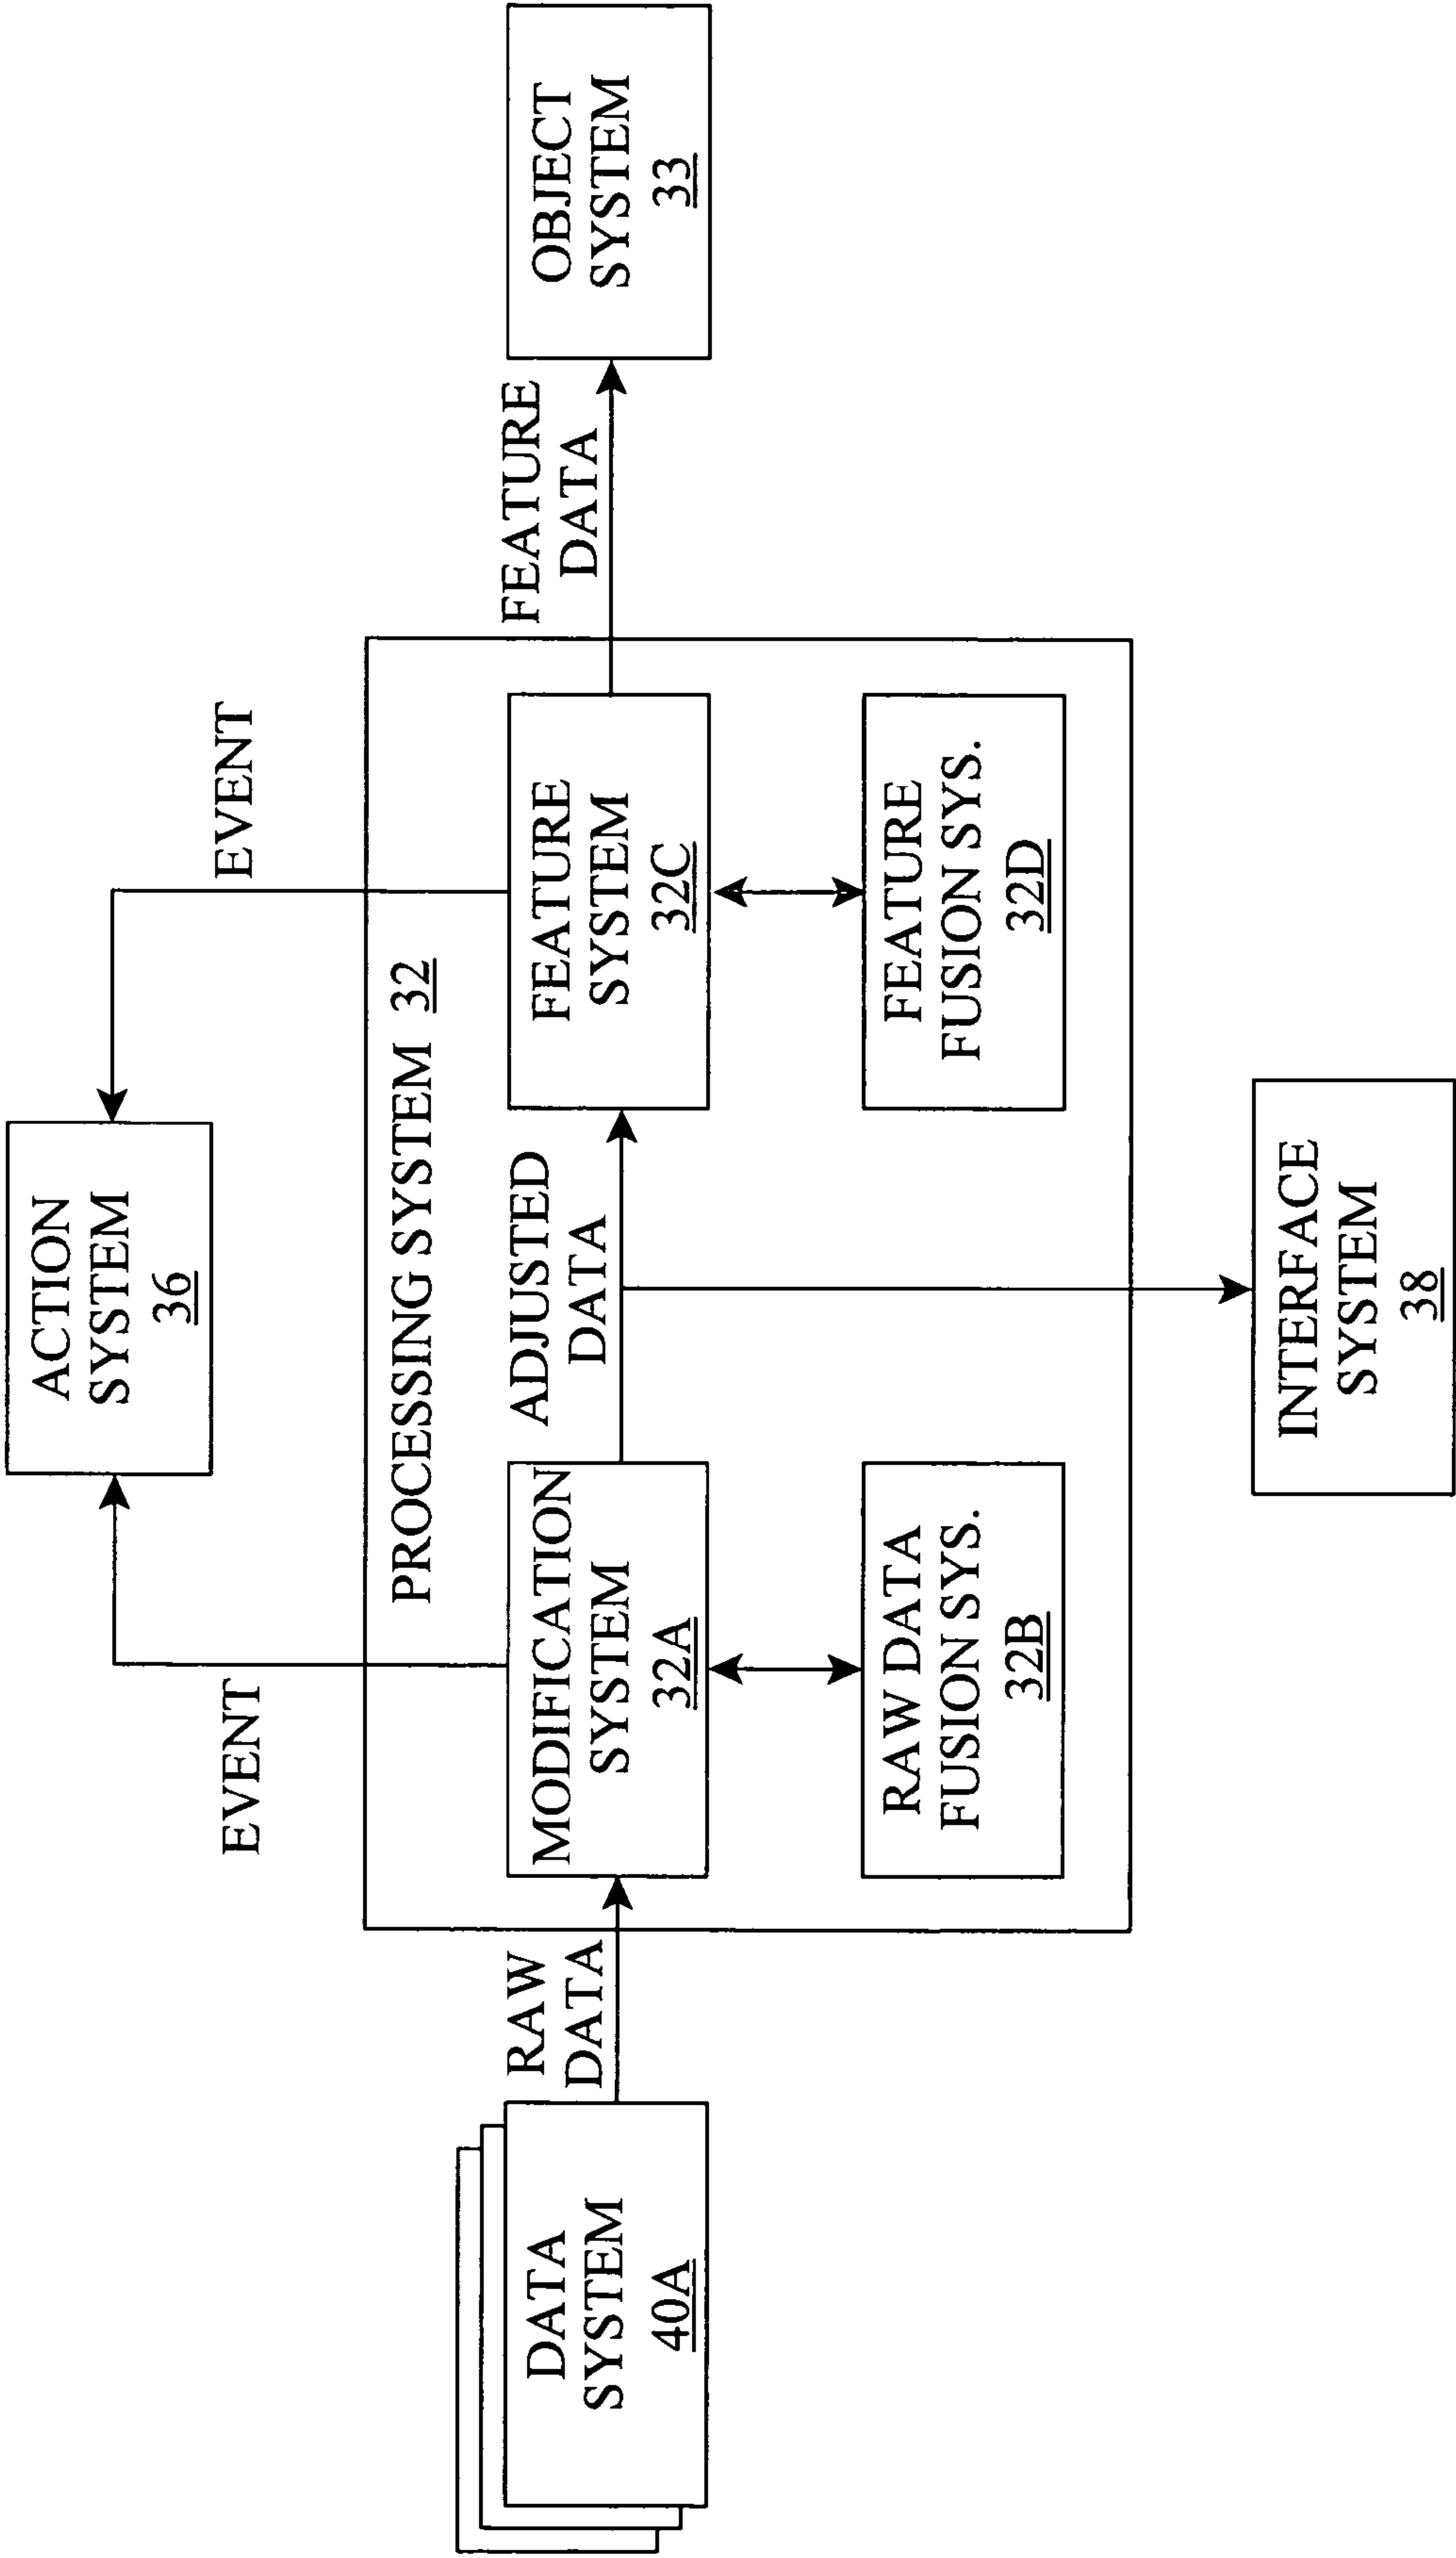 ACTION
SYSTEM
36
EVENT
EVENT
PROCESSING SYSTEM 32
DATA
SYSTEM
40A
RAW
DATA
MODIFICATION
SYSTEM
32A
ADJUSTED
DATA
FEATURE
SYSTEM
32C
FEATURE
DATA
OBJECT
SYSTEM
33
RAW DATA
FUSION SYS.
32B
FEATURE
FUSION SYS.
32D
INTERFACE
SYSTEM
38